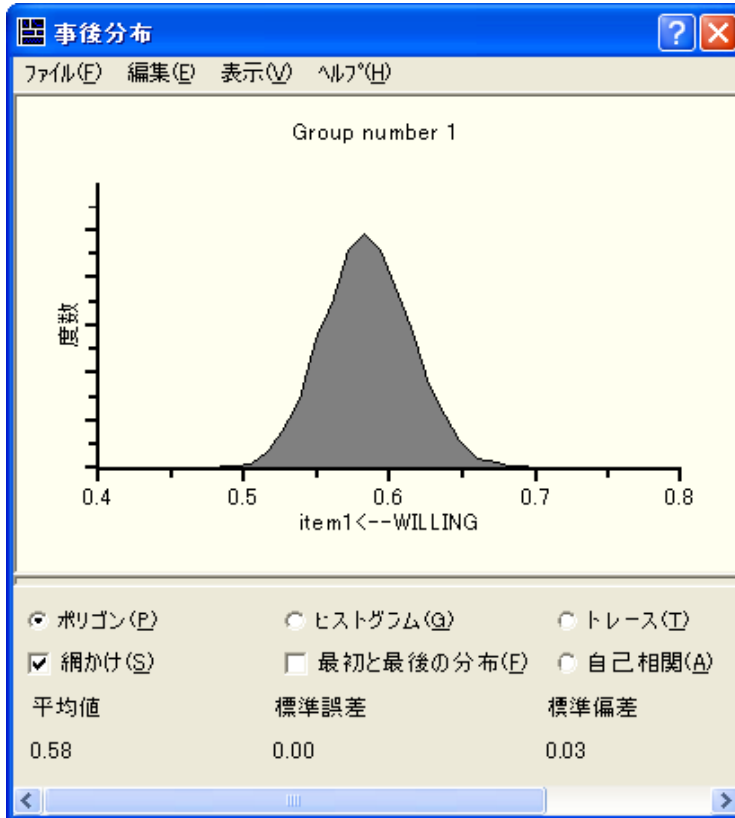 事後分布
ファイル(F) 編集(E) 表示(V) ヘルプ(H)
Group number 1
度数
0.4 0.5 0.6 0.7 0.8
item1<--WILLING
ポリゴン(P) ヒストグラム(G) トレース(T)
網かけ(S) 最初と最後の分布(F) 自己相関(A)
平均値 標準誤差 標準偏差
0.58 0.00 0.03